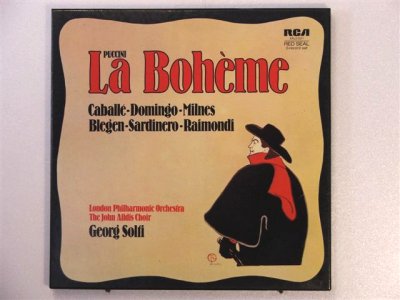 PUCCINI
La Bohème
RCA
RED SEAL
Caballé-Domingo-Milnes
Blegen-Sardinero-Raimondi
London Philharmonic Orchestra
The John Alldis Choir
Georg Solti